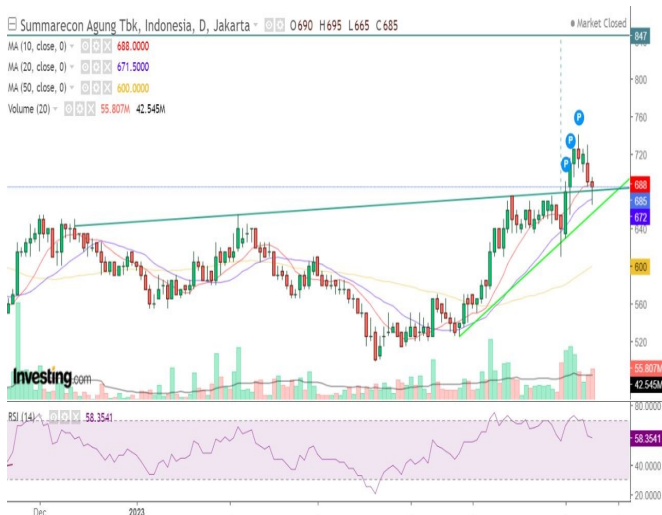 Summarecon Agung Tbk, Indonesia, D, Jakarta O690 H695 L665 C685
Market Closed
MA (10, close, 0) 688.0000
MA (20, close, 0) 671.5000
MA (50, close, 0) 600.0000
Volume (20) 55.807M 42.545M
847
800
760
720
688
685
672
640
600
560
520
55.807M
42.545M
P
P
P
Investing.com
RSI (14) 58.3541
80.0000
58.3541
40.0000
20.0000
Dec 2023